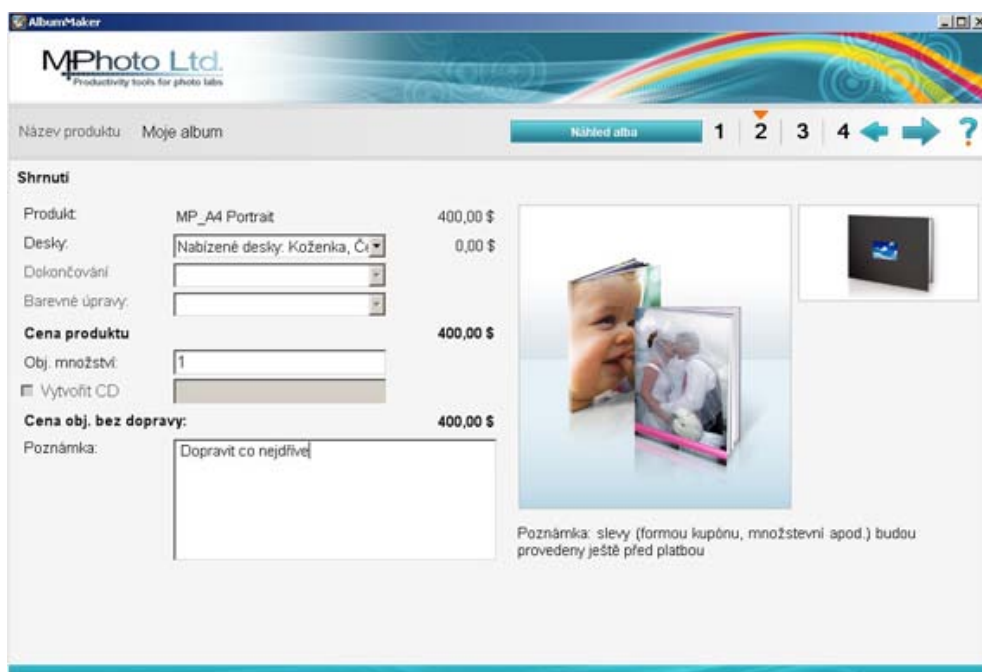 AlbumMaker
MPhoto Ltd.
Productivity tools for photo labs
Název produktu Moje album Náhled alba 1 2 3 4 ?
Shrnutí
Produkt: MP_A4 Portrait 400,00 $
Desky: Nabízené desky: Koženka, Če 0,00 $
Dokončování
Barevné úpravy:
Cena produktu 400,00 $
Obj. množství: 1
Vytvořit CD
Cena obj. bez dopravy: 400,00 $
Poznámka: Dopravit co nejdříve
Poznámka: slevy (formou kupónu, množstevní apod.) budou
provedeny ještě před platbou